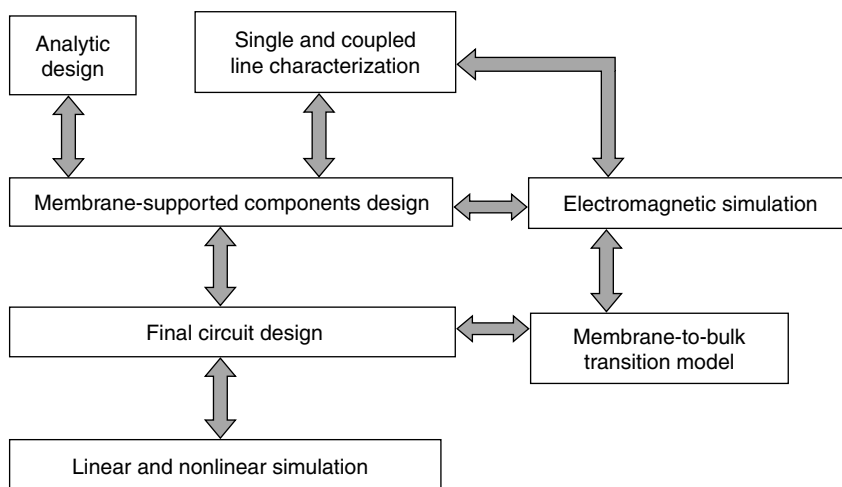 Analytic
design
Single and coupled
line characterization
Membrane-supported components design
Electromagnetic simulation
Final circuit design
Membrane-to-bulk
transition model
Linear and nonlinear simulation